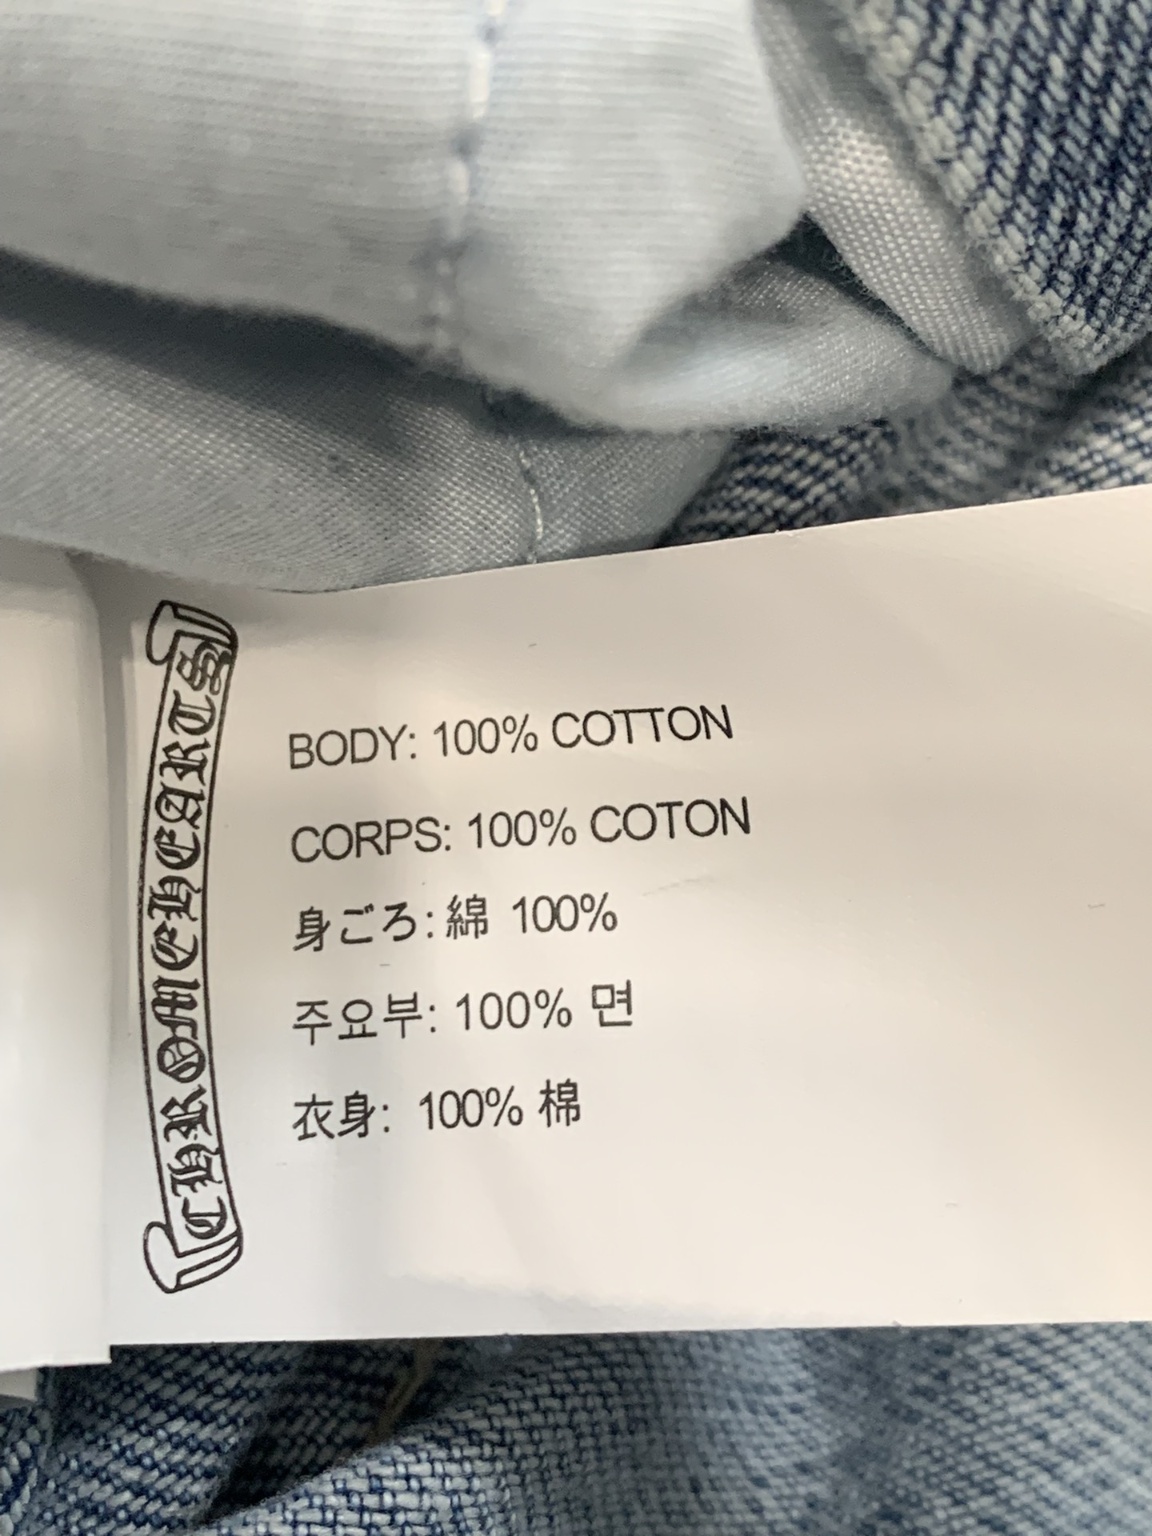 CHROME HEARTS
BODY: 100% COTTON
CORPS: 100% COTON
身ごろ: 綿 100%
주요부: 100% 면
衣身: 100% 棉